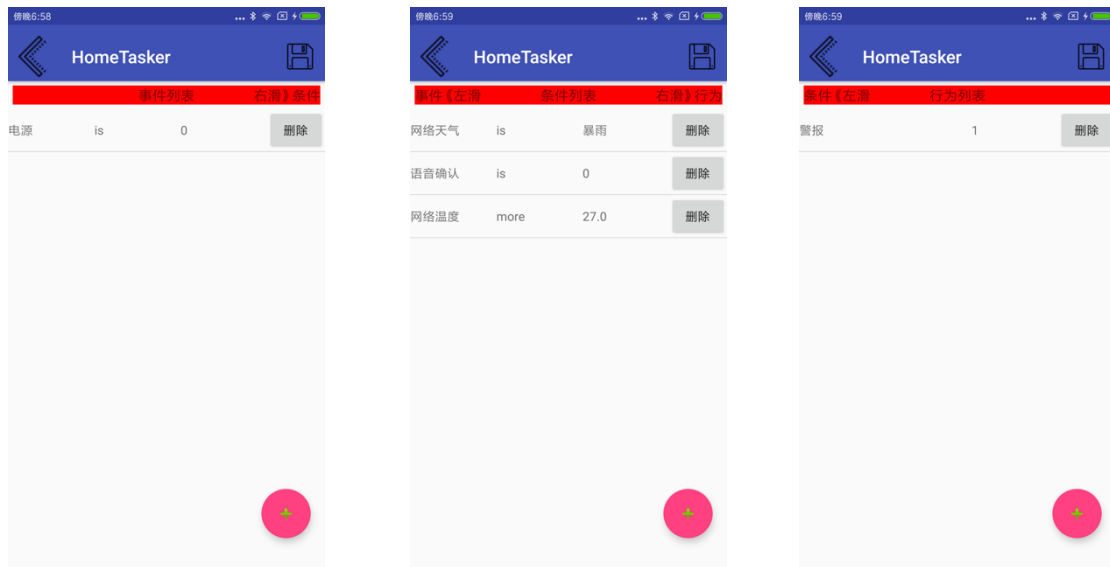 傍晚6:58
HomeTasker
事件列表 右滑》条件
电源 is 0 删除
傍晚6:59
HomeTasker
事件《左滑 条件列表 右滑》行为
网络天气 is 暴雨 删除
语音确认 is 0 删除
网络温度 more 27.0 删除
傍晚6:59
HomeTasker
条件《左滑 行为列表
警报 1 删除